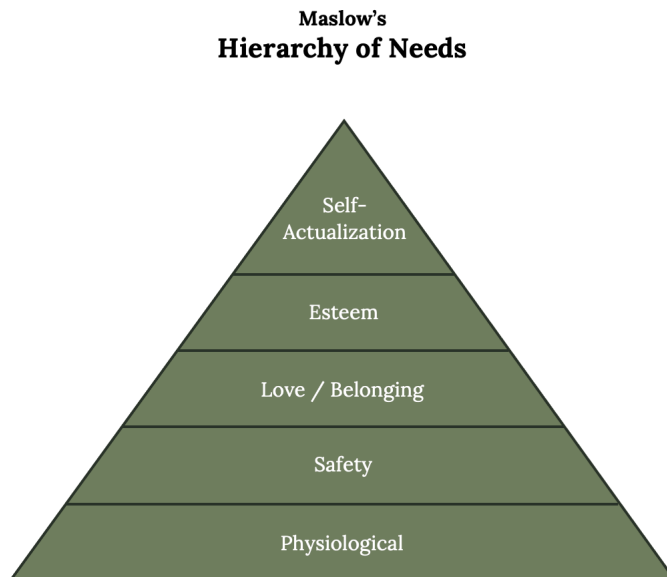 Maslow’s
Hierarchy of Needs
Self-
Actualization
Esteem
Love / Belonging
Safety
Physiological